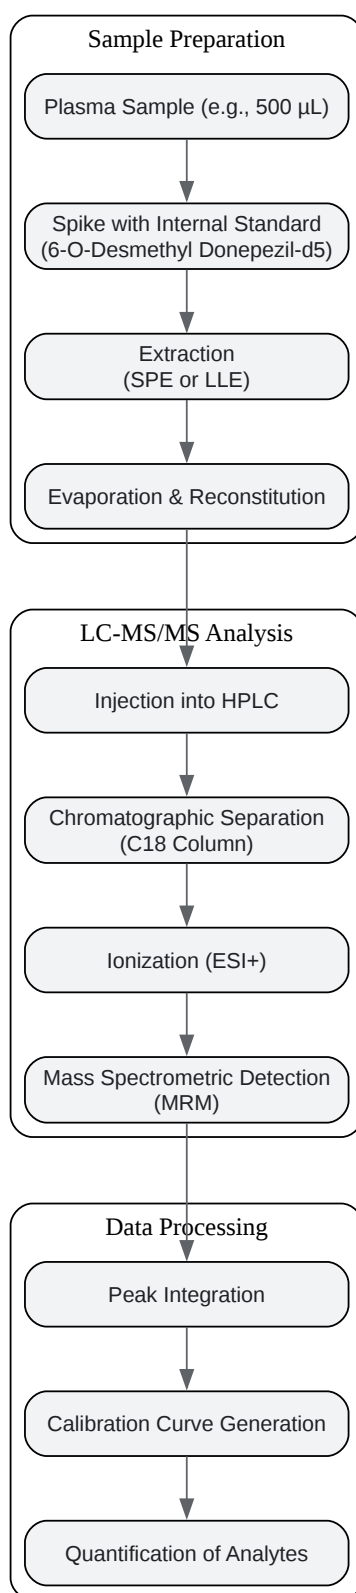 Sample Preparation
Plasma Sample (e.g., 500 µL)
Spike with Internal Standard
(6-O-Desmethyl Donepezil-d5)
Extraction
(SPE or LLE)
Evaporation & Reconstitution
LC-MS/MS Analysis
Injection into HPLC
Chromatographic Separation
(C18 Column)
Ionization (ESI+)
Mass Spectrometric Detection
(MRM)
Data Processing
Peak Integration
Calibration Curve Generation
Quantification of Analytes